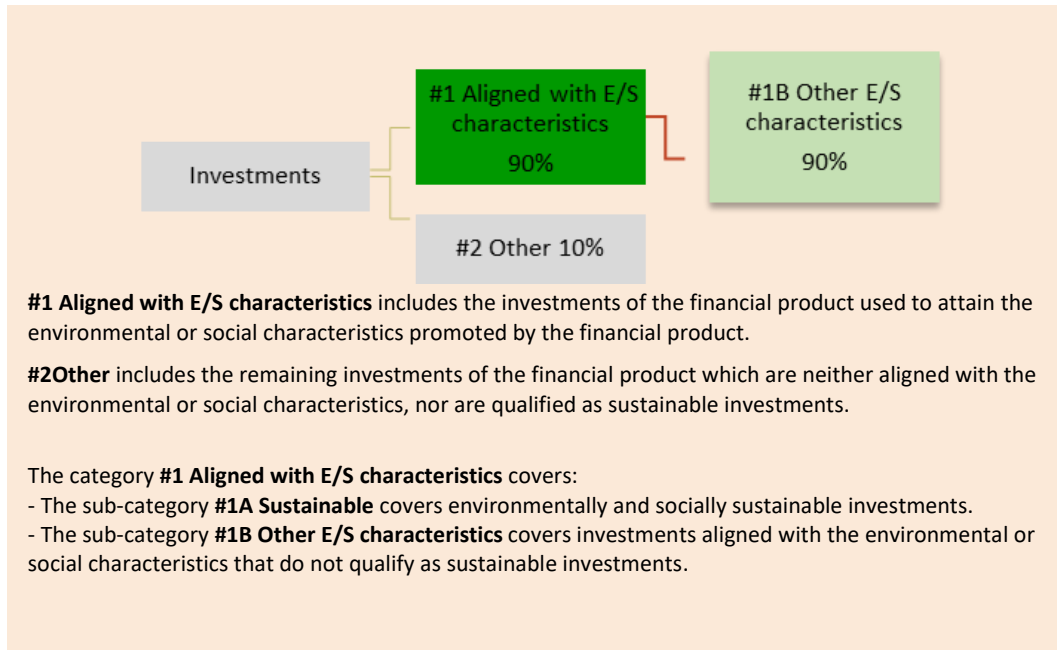 #1 Aligned with E/S
characteristics
90%
#1B Other E/S
characteristics
90%
Investments
#2 Other 10%
#1 Aligned with E/S characteristics includes the investments of the financial product used to attain the
environmental or social characteristics promoted by the financial product.
#2Other includes the remaining investments of the financial product which are neither aligned with the
environmental or social characteristics, nor are qualified as sustainable investments.
The category #1 Aligned with E/S characteristics covers:
- The sub-category #1A Sustainable covers environmentally and socially sustainable investments.
- The sub-category #1B Other E/S characteristics covers investments aligned with the environmental or
social characteristics that do not qualify as sustainable investments.